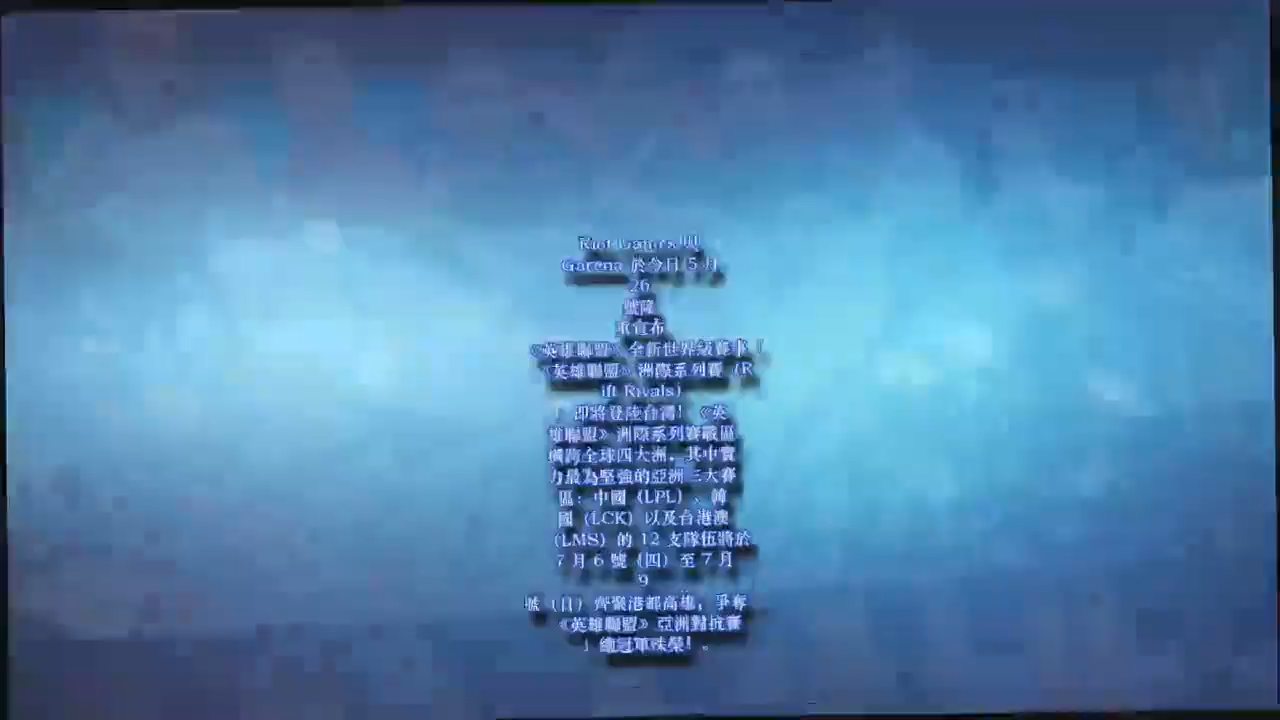 Riot Games 與
Garena 於今日 5 月
26
號隆
重宣布
《英雄聯盟》全新世界級賽事「
《英雄聯盟》洲際系列賽 (R
ift Rivals)
」即將登陸台灣! 《英
雄聯盟》洲際系列賽戰區
橫跨全球四大洲，其中實
力最為堅強的亞洲三大賽
區: 中國 (LPL) 、韓
國 (LCK) 以及台港澳
(LMS) 的 12 支隊伍將於
7 月 6 號 (四) 至 7 月
9
號 (日) 齊聚港都高雄，爭奪
《英雄聯盟》亞洲對抗賽
」總冠軍殊榮! 。